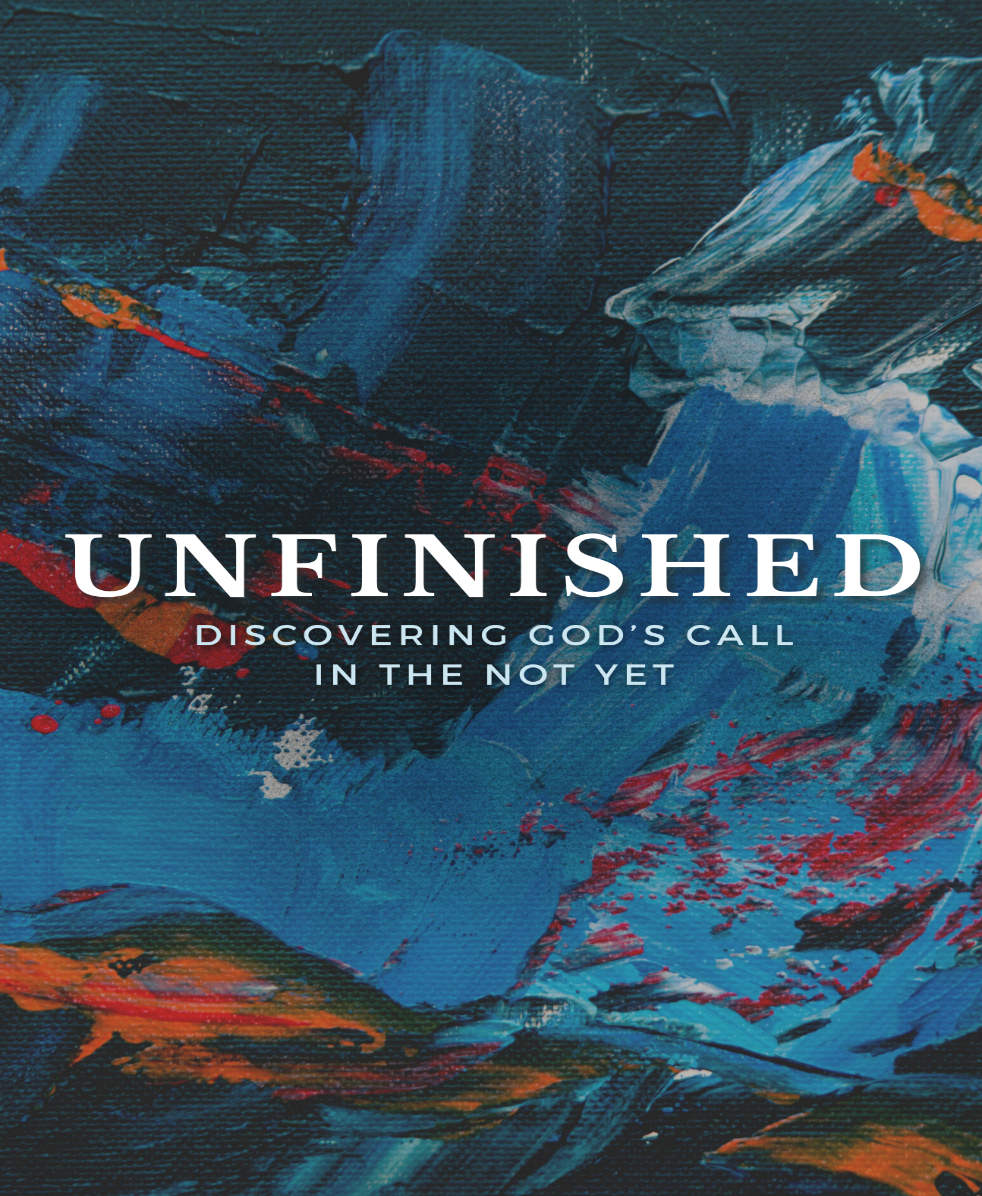 UNFINISHED
DISCOVERING GOD’S CALL
IN THE NOT YET